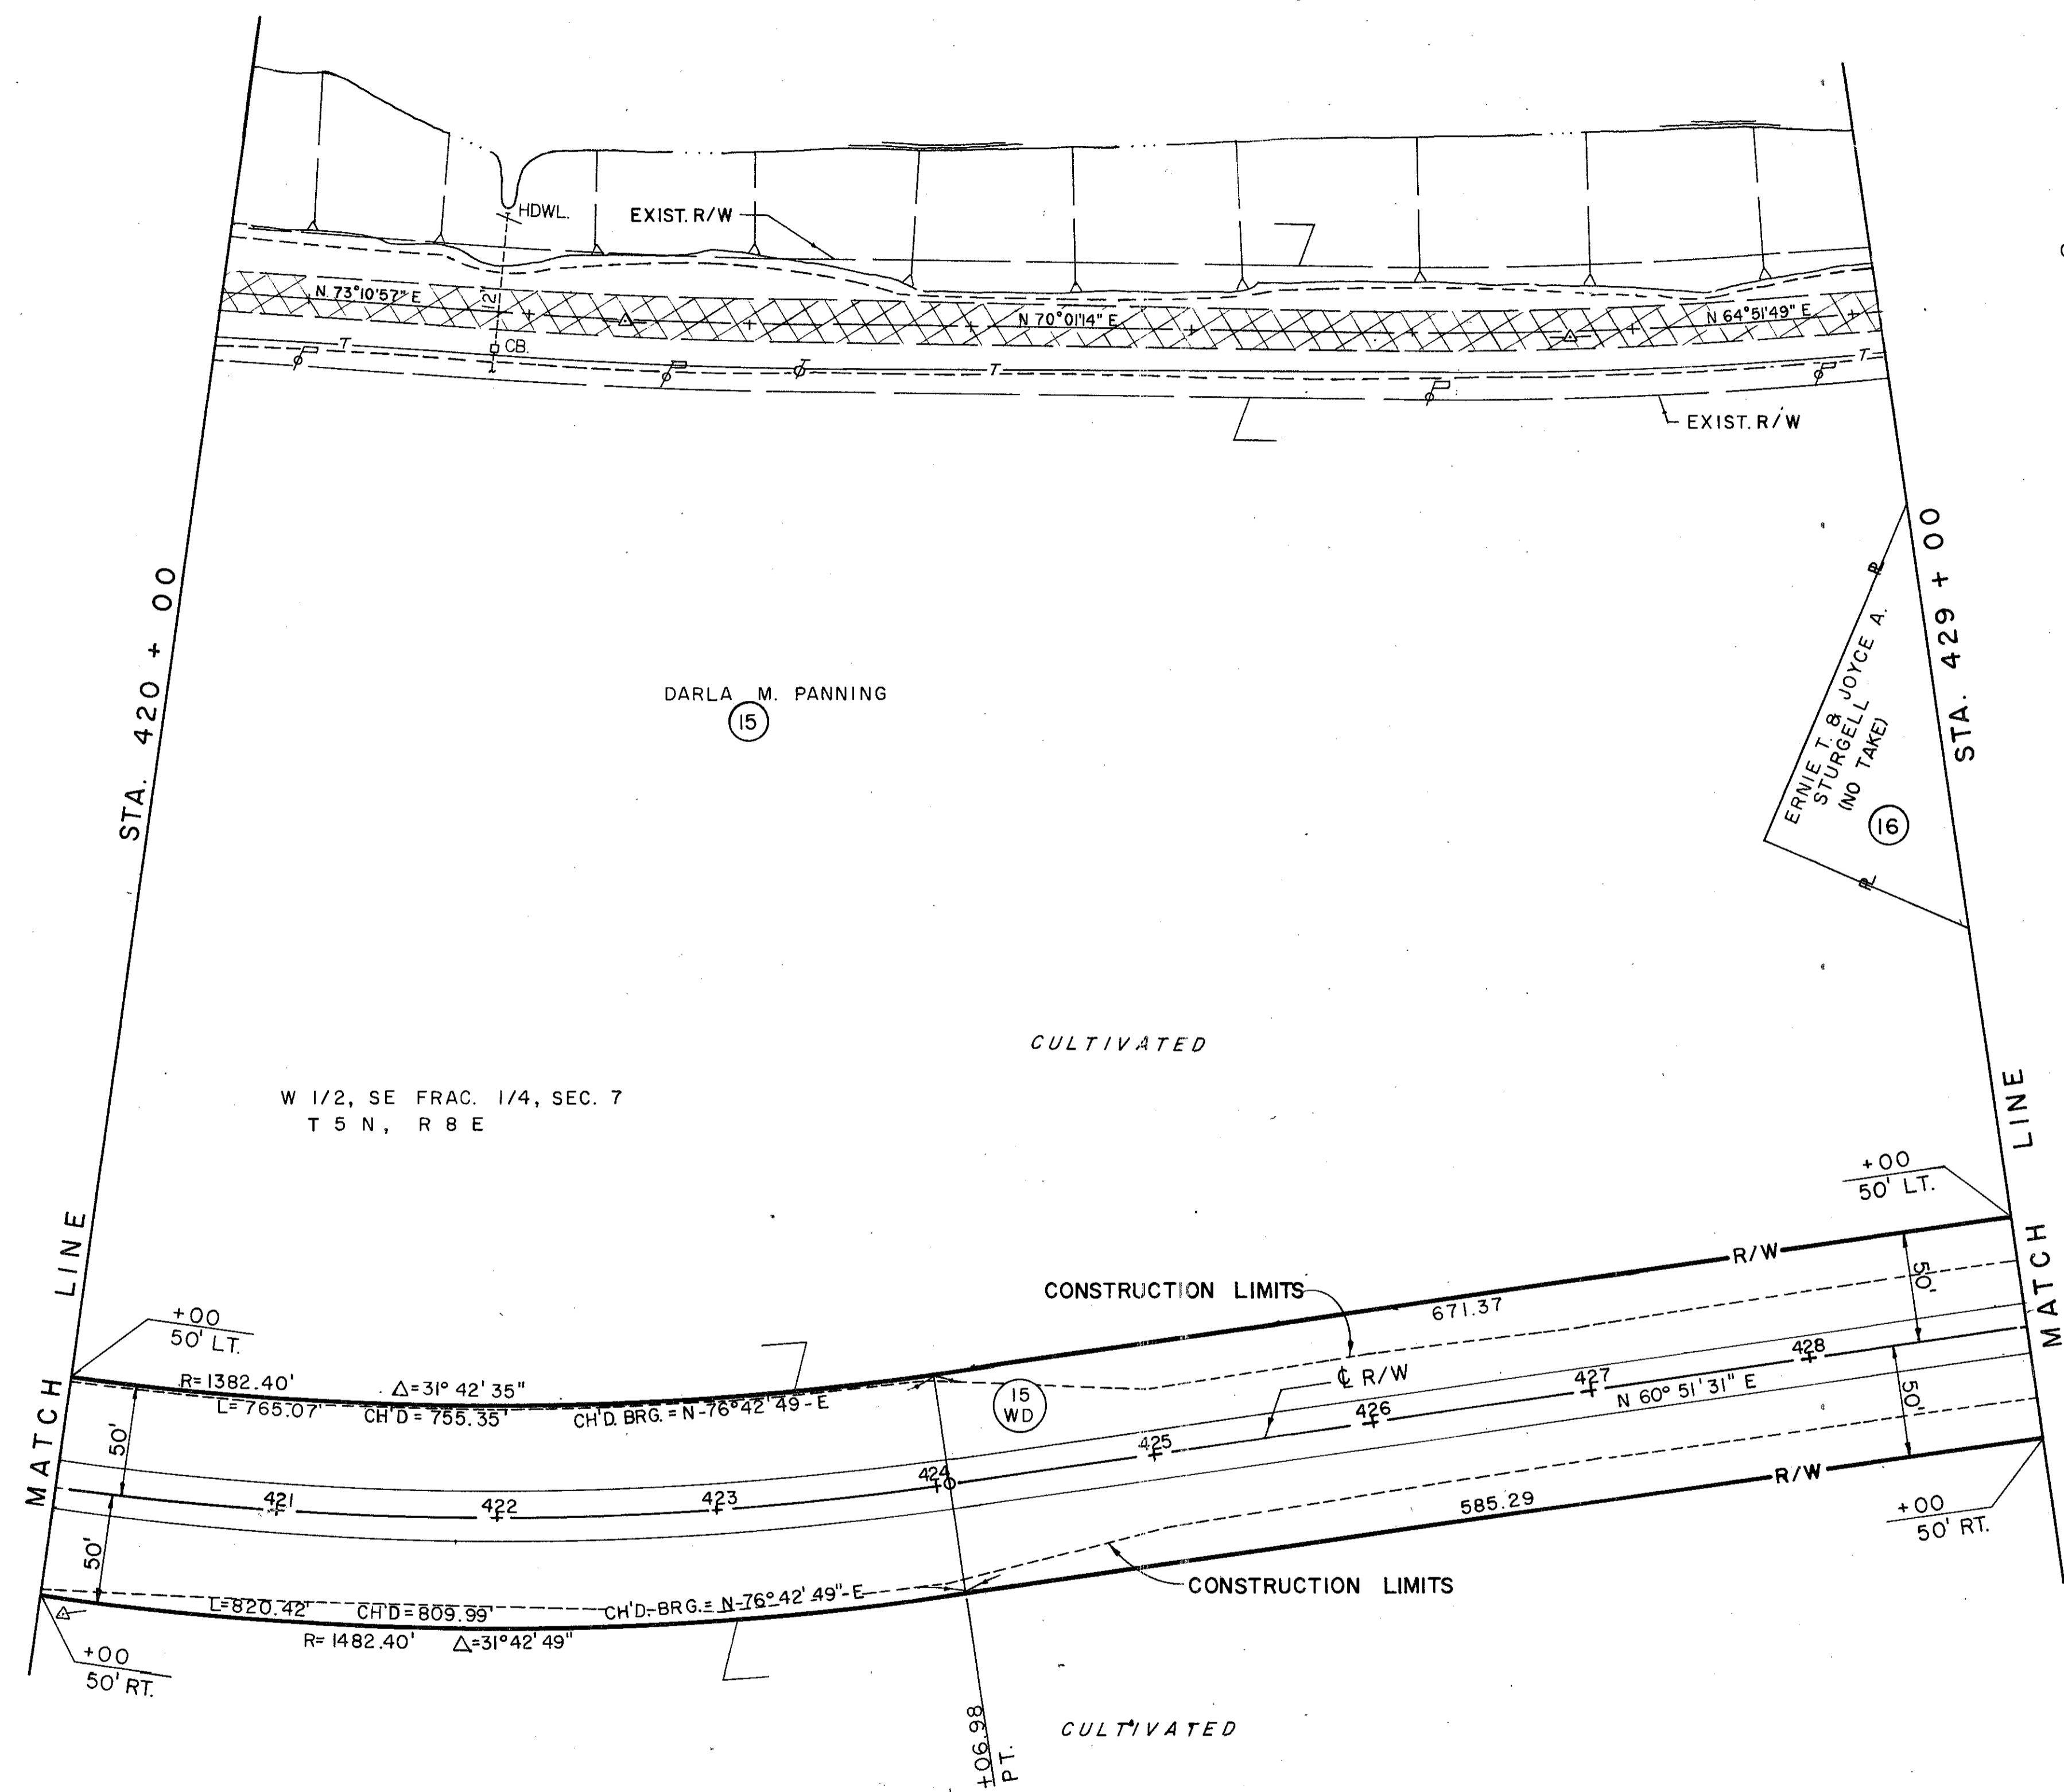 HDWL.
EXIST. R/W
N. 73°10'57" E
12'
N 70°01'14" E
N 64°51'49" E
T
CB.
T
T
EXIST. R/W
STA. 420 + 00
STA. 429 + 00
DARLA M. PANNING
15
ERNIE T. & JOYCE A.
STURGELL
(NO TAKE)
16
CULTIVATED
W 1/2, SE FRAC. 1/4, SEC. 7
T 5 N, R 8 E
MATCH LINE
MATCH LINE
+00
50' LT.
+00
50' LT.
R/W
CONSTRUCTION LIMITS
671.37
50'
R=1382.40'
Δ=31° 42' 35"
L=765.07'
CH'D = 755.35'
CH'D. BRG. = N-76°42'49-E
15
WD
℄ R/W
428
427
426
425
424
423
422
421
N 60° 51' 31" E
50'
50'
50'
R/W
585.29
+00
50' RT.
CONSTRUCTION LIMITS
L=820.42'
CH'D=809.99'
CH'D.-BRG.= N-76°42'49"-E
R= 1482.40'
Δ=31°42'49"
+00
50' RT.
+06.98
PT.
CULTIVATED